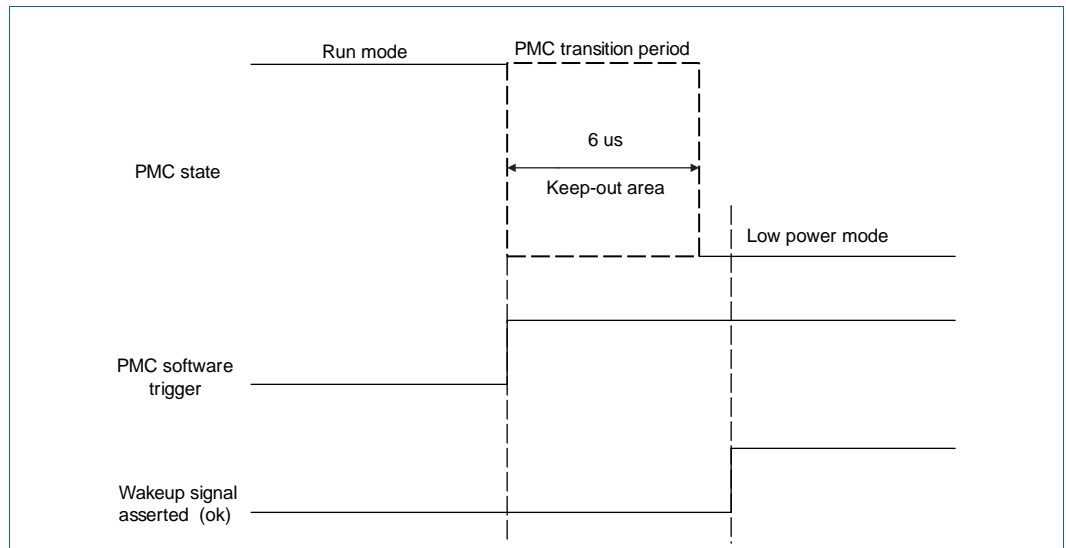 Run mode
PMC transition period
6 us
Keep-out area
PMC state
Low power mode
PMC software
trigger
Wakeup signal
asserted (ok)